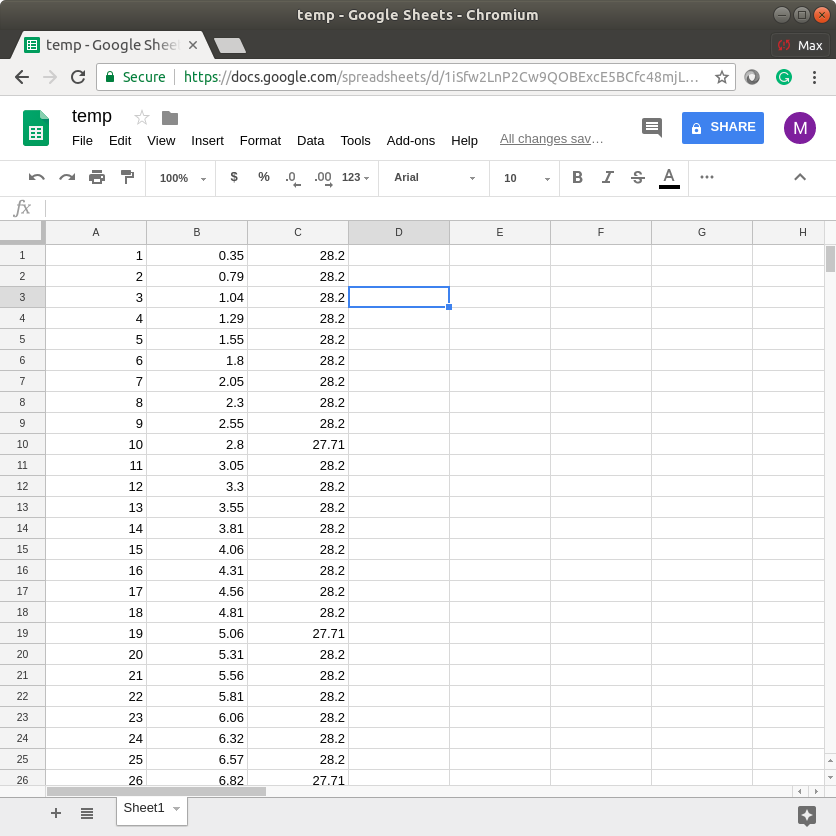 temp - Google Sheets - Chromium
temp - Google Sheet
Max
Secure https://docs.google.com/spreadsheets/d/1iSfw2LnP2Cw9QOBExcE5BCfc48mjL...
temp
File Edit View Insert Format Data Tools Add-ons Help All changes sav...
SHARE
M
100% $ % .0 .00 123 Arial 10 B I S A ...
fx
A B C D E F G H
1 1 0.35 28.2
2 2 0.79 28.2
3 3 1.04 28.2
4 4 1.29 28.2
5 5 1.55 28.2
6 6 1.8 28.2
7 7 2.05 28.2
8 8 2.3 28.2
9 9 2.55 28.2
10 10 2.8 27.71
11 11 3.05 28.2
12 12 3.3 28.2
13 13 3.55 28.2
14 14 3.81 28.2
15 15 4.06 28.2
16 16 4.31 28.2
17 17 4.56 28.2
18 18 4.81 28.2
19 19 5.06 27.71
20 20 5.31 28.2
21 21 5.56 28.2
22 22 5.81 28.2
23 23 6.06 28.2
24 24 6.32 28.2
25 25 6.57 28.2
26 26 6.82 27.71
Sheet1